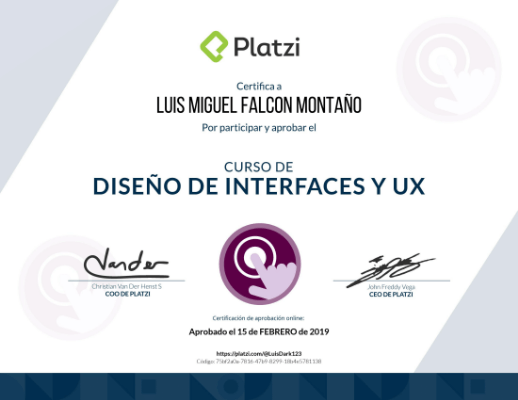 Platzi
Certifica a
LUIS MIGUEL FALCON MONTAÑO
Por participar y aprobar el
CURSO DE
DISEÑO DE INTERFACES Y UX
Vander
Christian Van Der Henst S
COO DE PLATZI
John Freddy Vega
CEO DE PLATZI
Certificación de aprobación online:
Aprobado el 15 de FEBRERO de 2019
https://platzi.com/@LuisDark123
Código: